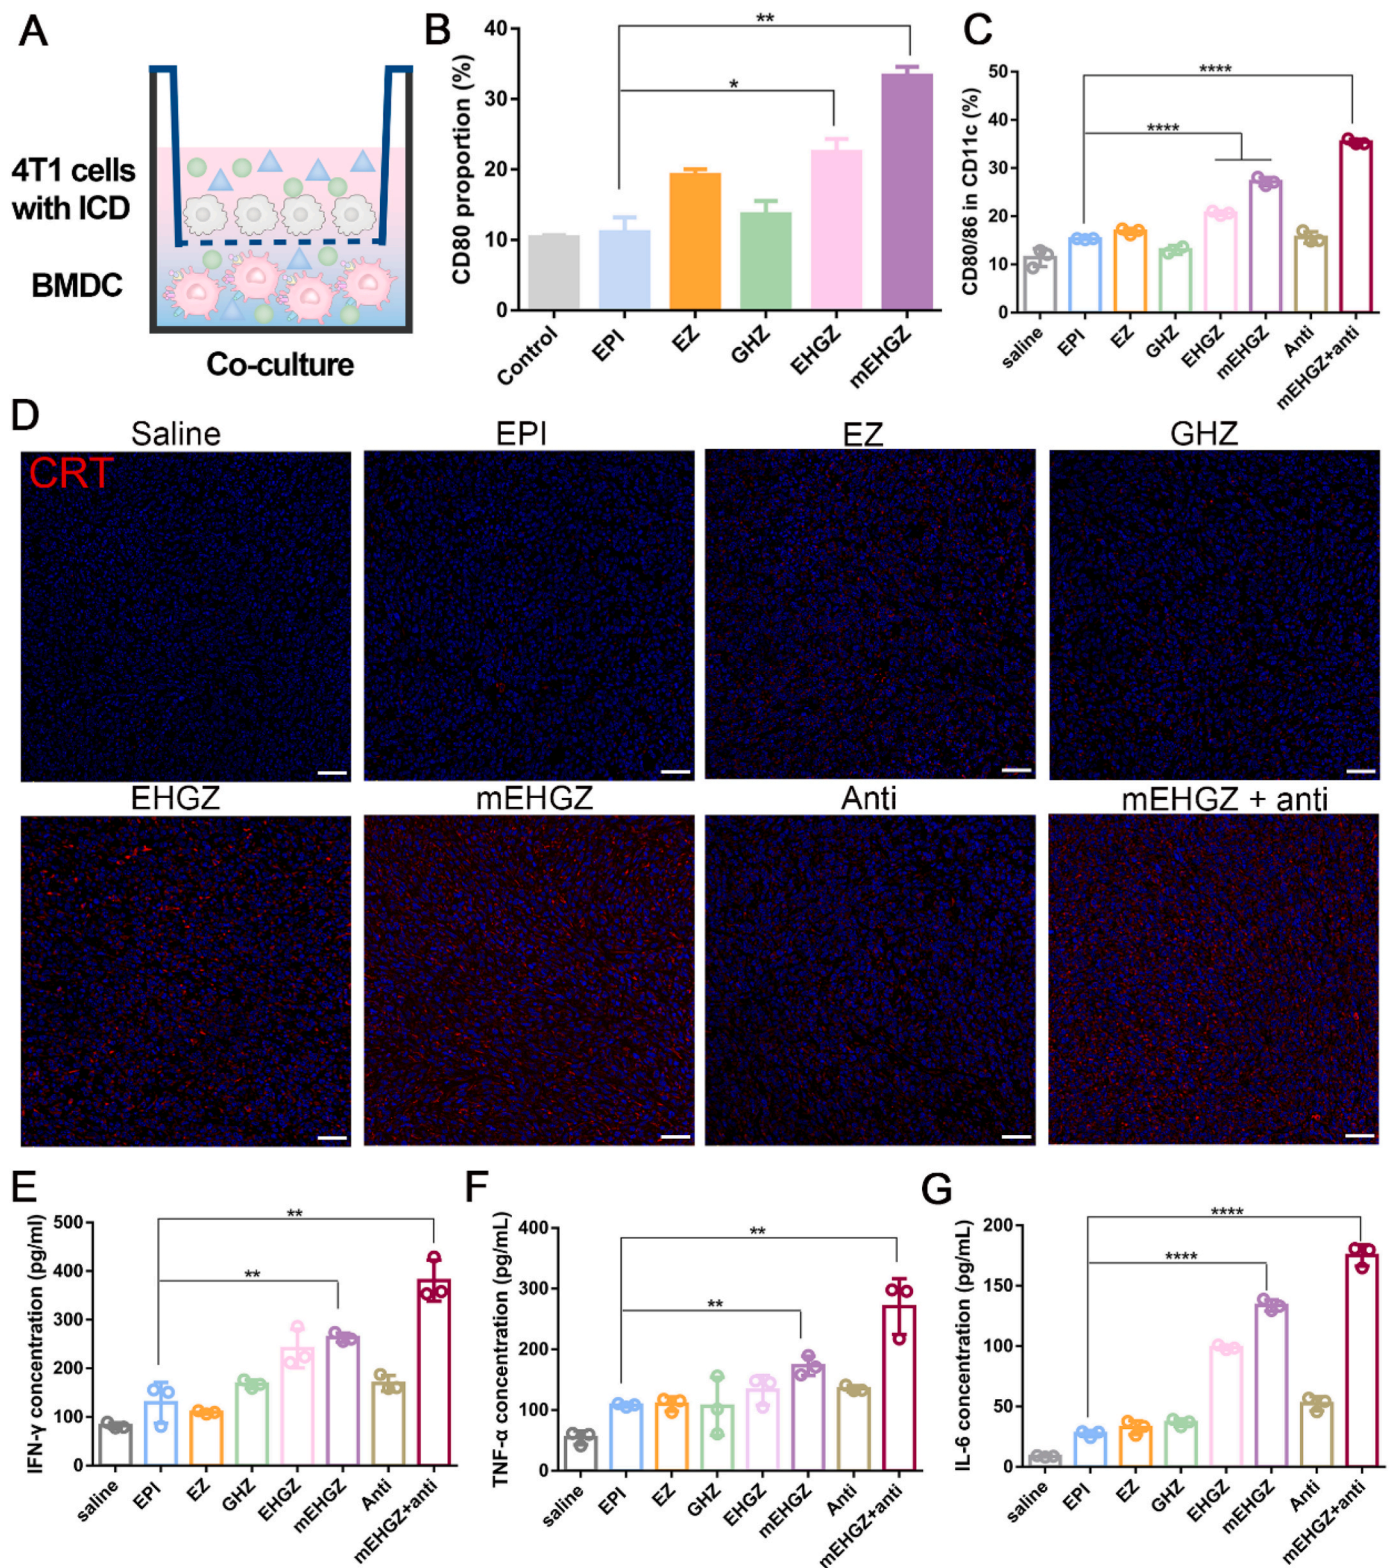 A
4T1 cells
with ICD
BMDC
Co-culture
B
CD80 proportion (%)
40
30
20
10
0
**
*
Control
EPI
EZ
GHZ
EHGZ
mEHGZ
C
CD80/86 in CD11c (%)
50
40
30
20
10
0
****
****
saline
EPI
EZ
GHZ
EHGZ
mEHGZ
Anti
mEHGZ+anti
D
Saline
EPI
EZ
GHZ
CRT
EHGZ
mEHGZ
Anti
mEHGZ + anti
E
IFN-γ concentration (pg/ml)
500
400
300
200
100
0
**
**
saline
EPI
EZ
GHZ
EHGZ
mEHGZ
Anti
mEHGZ+anti
F
TNF-α concentration (pg/mL)
400
300
200
100
0
**
**
saline
EPI
EZ
GHZ
EHGZ
mEHGZ
Anti
mEHGZ+anti
G
IL-6 concentration (pg/mL)
200
150
100
50
0
****
****
saline
EPI
EZ
GHZ
EHGZ
mEHGZ
Anti
mEHGZ+anti